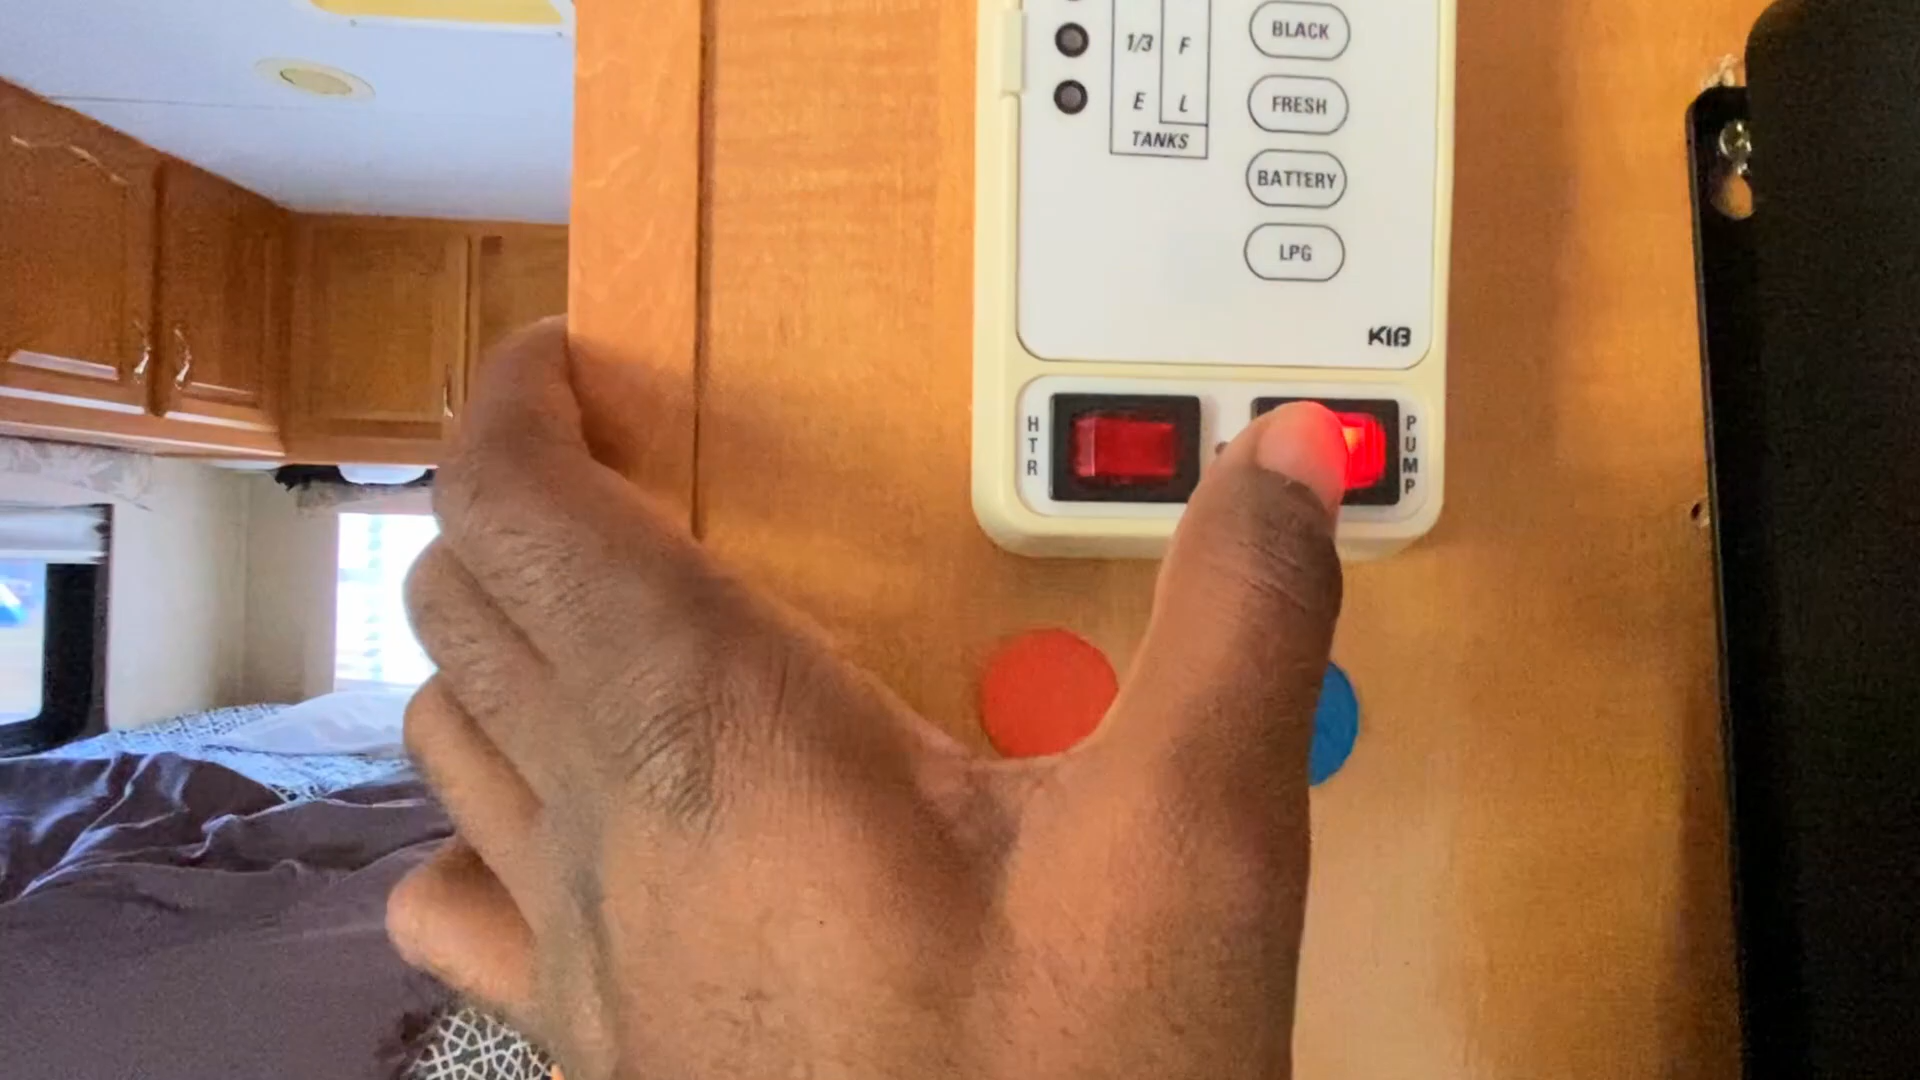 BLACK
1/3 F
FRESH
E L
TANKS
BATTERY
LPG
KIB
HTR
PUMP